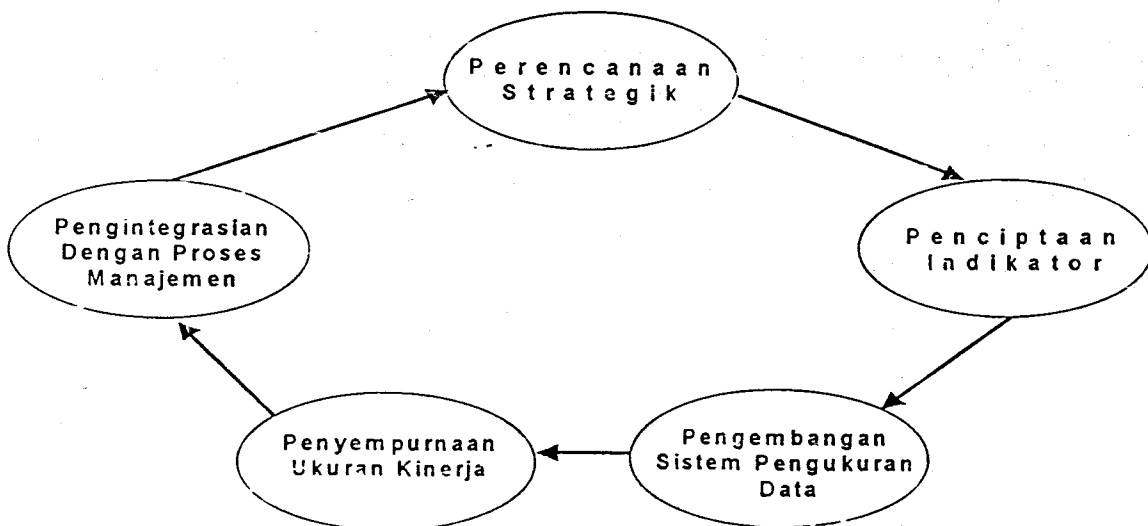 Perencanaan
Strategik
Penciptaan
Indikator
Pengembangan
Sistem Pengukuran
Data
Penyempurnaan
Ukuran Kinerja
Pengintegrasian
Dengan Proses
Manajemen